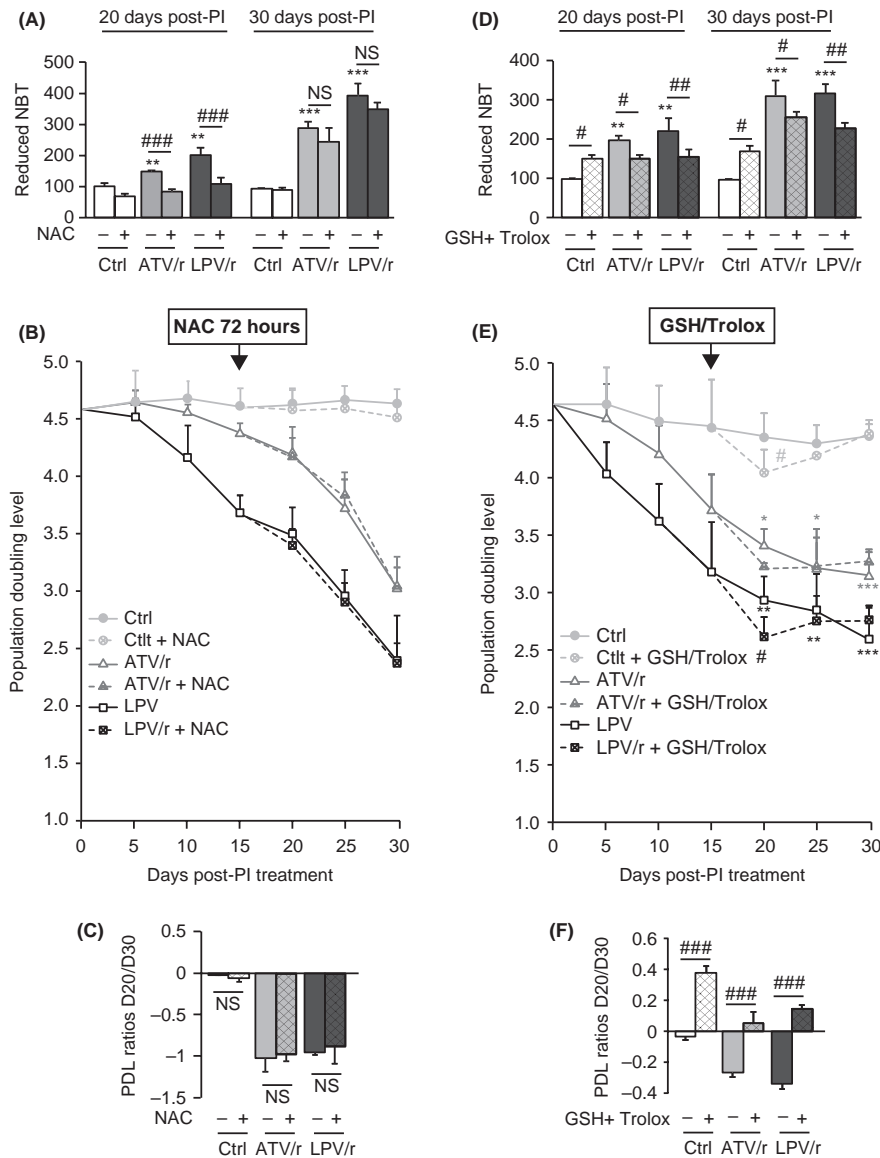 (A)
20 days post-PI 30 days post-PI
Reduced NBT
500
400
300
200
100
0
** ### ** ### *** NS *** NS
NAC – + – + – + – + – + – +
Ctrl ATV/r LPV/r Ctrl ATV/r LPV/r
(D)
20 days post-PI 30 days post-PI
Reduced NBT
400
300
200
100
0
# ** # ** ## # *** # *** ##
GSH+ Trolox – + – + – + – + – + – +
Ctrl ATV/r LPV/r Ctrl ATV/r LPV/r
(B)
NAC 72 hours
Population doubling level
5.0
4.5
4.0
3.5
3.0
2.5
2.0
1.5
1.0
Ctrl
Ctlt + NAC
ATV/r
ATV/r + NAC
LPV
LPV/r + NAC
0 5 10 15 20 25 30
Days post-PI treatment
(E)
GSH/Trolox
Population doubling level
5.0
4.5
4.0
3.5
3.0
2.5
2.0
1.5
1.0
#
* *
***
**
# **
***
Ctrl
Ctlt + GSH/Trolox
ATV/r
ATV/r + GSH/Trolox
LPV
LPV/r + GSH/Trolox
0 5 10 15 20 25 30
Days post-PI treatment
(C)
PDL ratios D20/D30
0.5
0
–0.5
–1
–1.5
NS NS NS
NAC – + – + – +
Ctrl ATV/r LPV/r
(F)
PDL ratios D20/D30
0.6
0.4
0.2
0
–0.2
–0.4
### ### ###
GSH+ Trolox – + – + – +
Ctrl ATV/r LPV/r